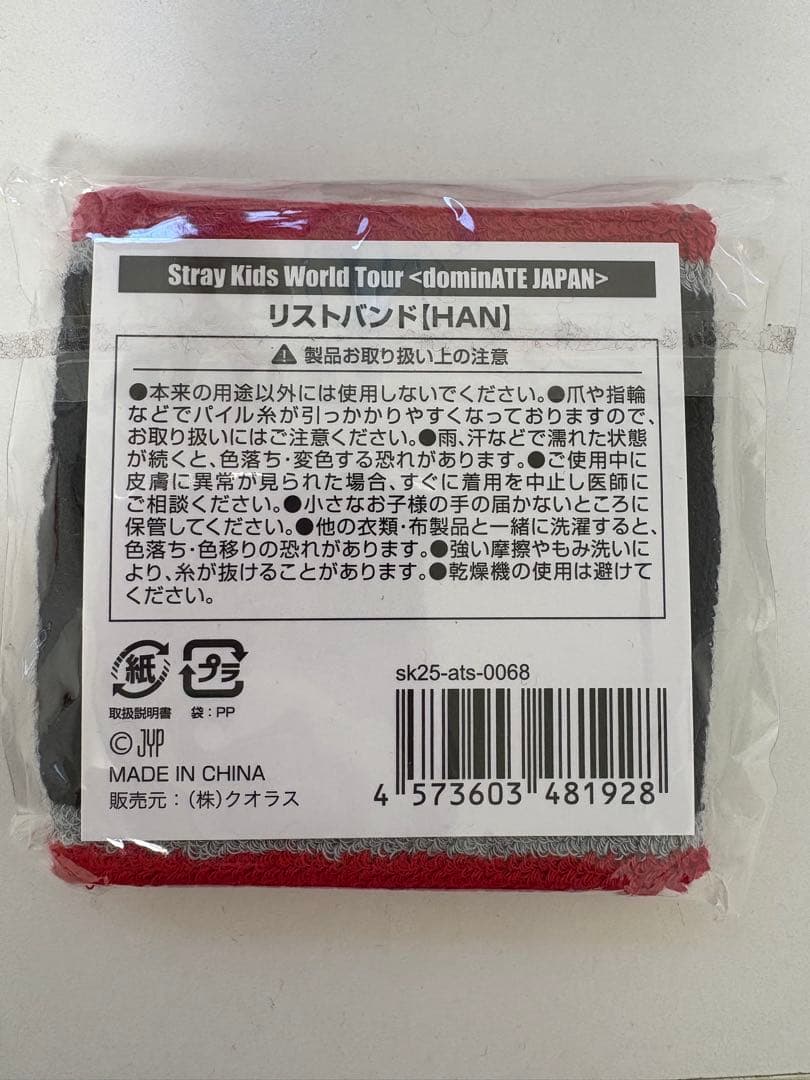 Stray Kids World Tour <dominATE JAPAN>
リストバンド【HAN】
製品お取り扱い上の注意
●本来の用途以外には使用しないでください。●爪や指輪
などでパイル糸が引っかかりやすくなっておりますので、
お取り扱いにはご注意ください。●雨、汗などで濡れた状態
が続くと、色落ち・変色する恐れがあります。●ご使用中に
皮膚に異常が見られた場合、すぐに着用を中止し医師に
ご相談ください。●小さなお子様の手の届かないところに
保管してください。●他の衣類・布製品と一緒に洗濯すると、
色落ち・色移りの恐れがあります。●強い摩擦やもみ洗いに
より、糸が抜けることがあります。●乾燥機の使用は避けて
ください。
紙 プラ
取扱説明書 袋：PP
© JYP
MADE IN CHINA
販売元：(株)クオラス
sk25-ats-0068
4 573603 481928